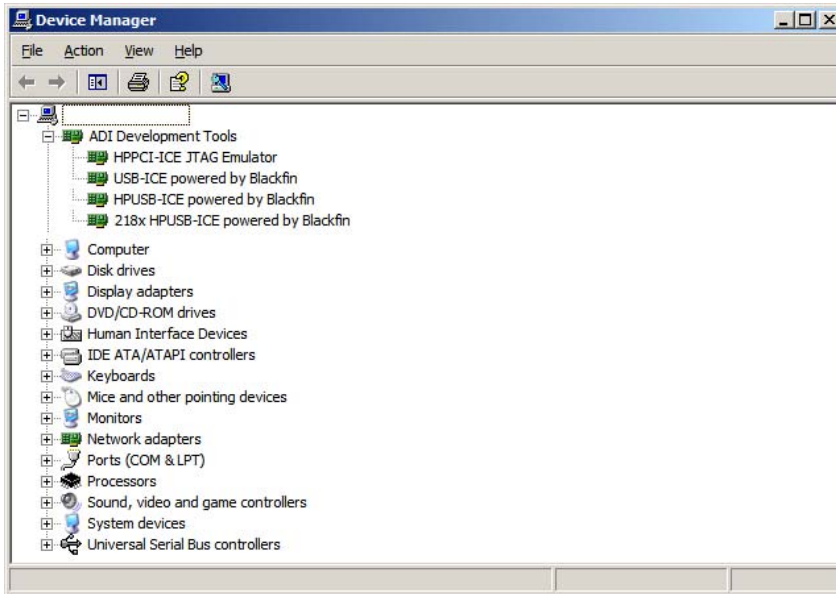 Device Manager
File Action View Help
ADI Development Tools
HPPCI-ICE JTAG Emulator
USB-ICE powered by Blackfin
HPUSB-ICE powered by Blackfin
218x HPUSB-ICE powered by Blackfin
Computer
Disk drives
Display adapters
DVD/CD-ROM drives
Human Interface Devices
IDE ATA/ATAPI controllers
Keyboards
Mice and other pointing devices
Monitors
Network adapters
Ports (COM & LPT)
Processors
Sound, video and game controllers
System devices
Universal Serial Bus controllers